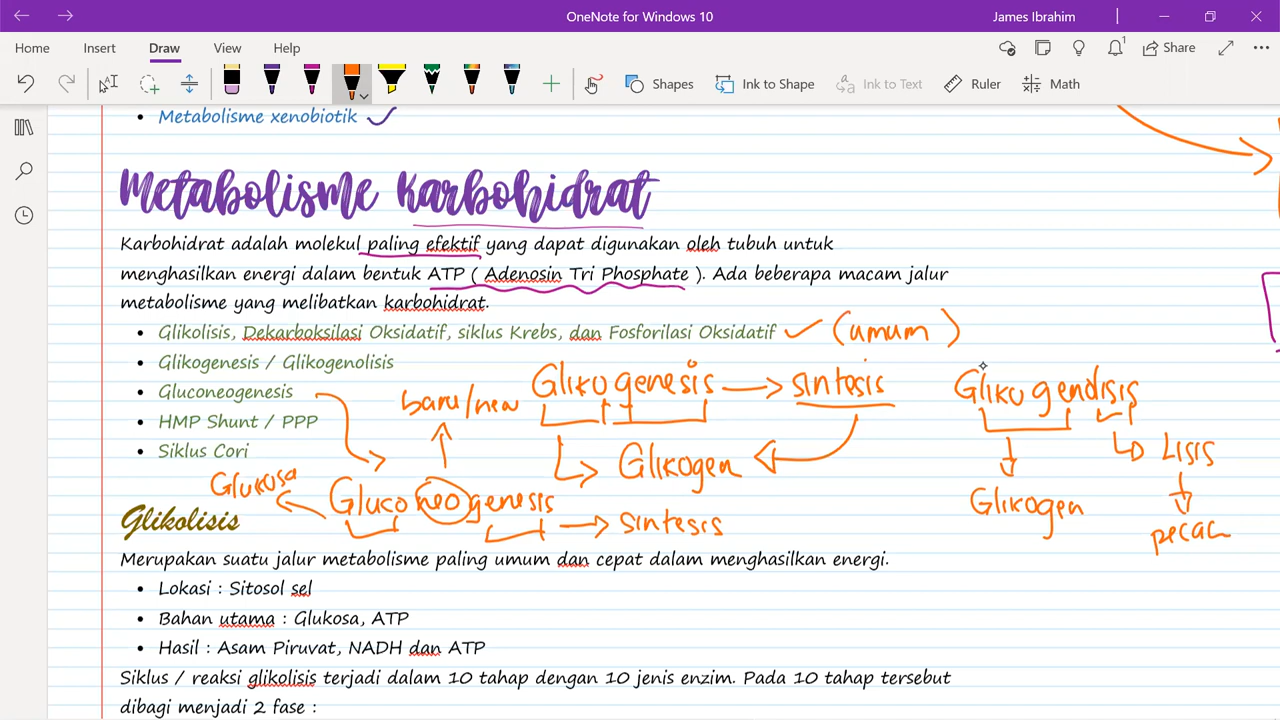 OneNote for Windows 10
James Ibrahim
Home Insert Draw View Help
1
Share
Shapes
Ink to Shape
Ink to Text
Ruler
Math
Metabolisme xenobiotik
Metabolisme Karbohidrat
Karbohidrat adalah molekul paling efektif yang dapat digunakan oleh tubuh untuk
menghasilkan energi dalam bentuk ATP ( Adenosin Tri Phosphate ). Ada beberapa macam jalur
metabolisme yang melibatkan karbohidrat.
• Glikolisis, Dekarboksilasi Oksidatif, siklus Krebs, dan Fosforilasi Oksidatif (umum)
• Glikogenesis / Glikogenolisis
• Gluconeogenesis
• HMP Shunt / PPP
• Siklus Cori
Glikogenesis → sintesis
Glikogen
baru/new
Gluconeogenesis → sintesis
Glukosa
Glikogenolisis
Glikogen
Lisis
pecah
Glikolisis
Merupakan suatu jalur metabolisme paling umum dan cepat dalam menghasilkan energi.
• Lokasi : Sitosol sel
• Bahan utama : Glukosa, ATP
• Hasil : Asam Piruvat, NADH dan ATP
Siklus / reaksi glikolisis terjadi dalam 10 tahap dengan 10 jenis enzim. Pada 10 tahap tersebut
dibagi menjadi 2 fase :